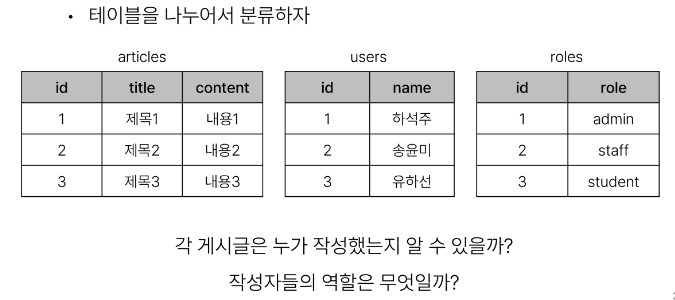 • 테이블을 나누어서 분류하자
articles users roles
id title content id name id role
1 제목1 내용1 1 하석주 1 admin
2 제목2 내용2 2 송윤미 2 staff
3 제목3 내용3 3 유하선 3 student
각 게시글은 누가 작성했는지 알 수 있을까?
작성자들의 역할은 무엇일까?